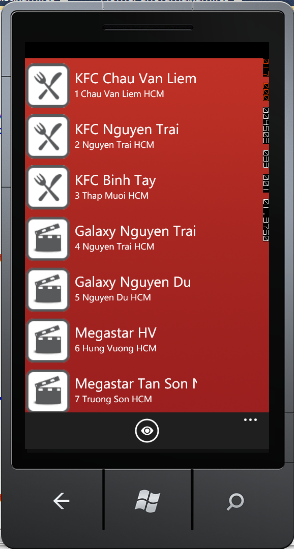 KFC Chau Van Liem
1 Chau Van Liem HCM
KFC Nguyen Trai
2 Nguyen Trai HCM
KFC Binh Tay
3 Thap Muoi HCM
Galaxy Nguyen Trai
4 Nguyen Trai HCM
Galaxy Nguyen Du
5 Nguyen Du HCM
Megastar HV
6 Hung Vuong HCM
Megastar Tan Son N
7 Truong Son HCM